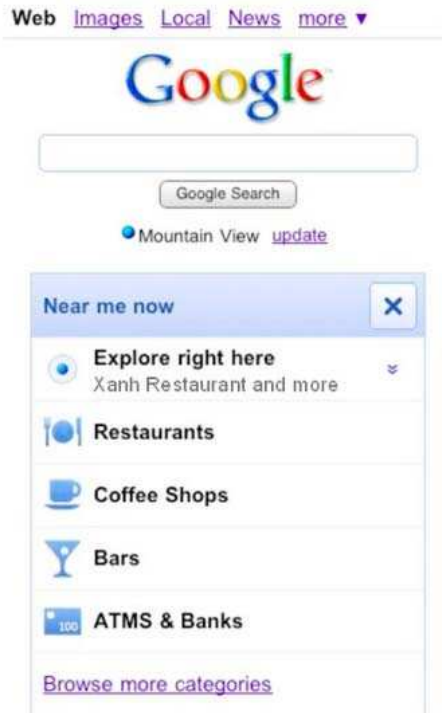 Web Images Local News more ▼
Google
Google Search
Mountain View update
Near me now
Explore right here
Xanh Restaurant and more
Restaurants
Coffee Shops
Bars
100
ATMS & Banks
Browse more categories